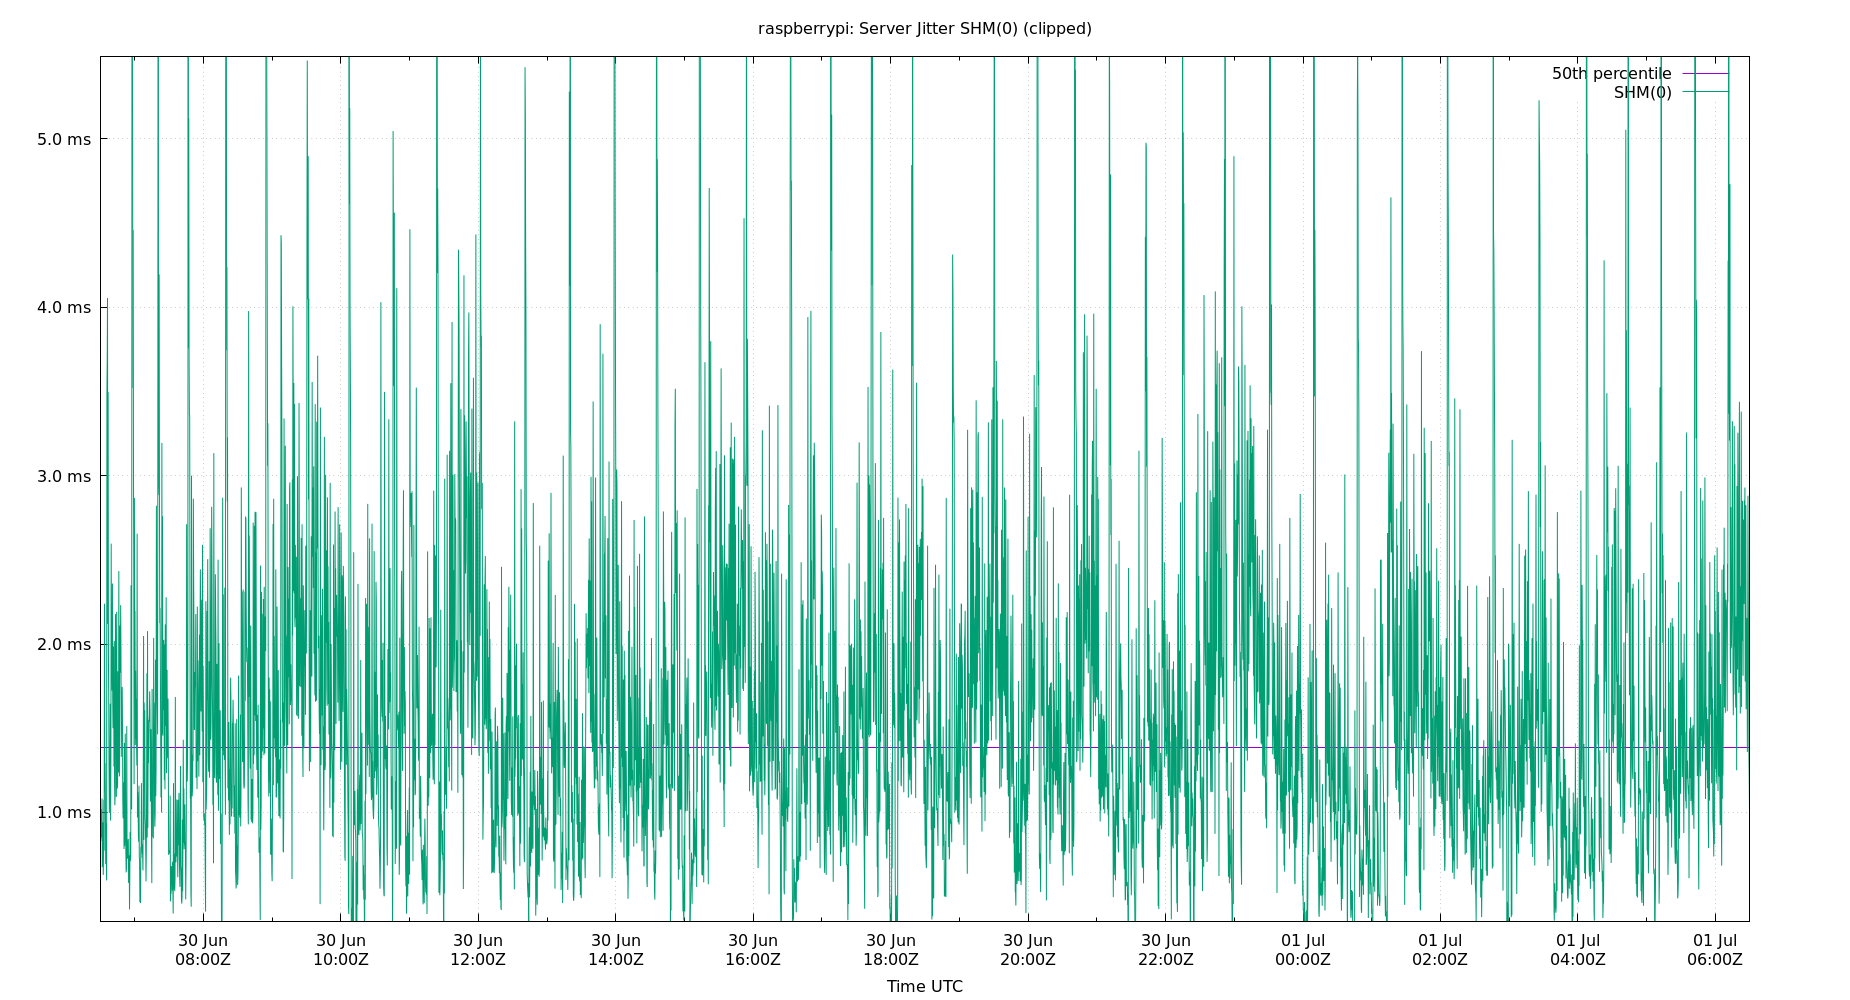 raspberrypi: Server Jitter SHM(0) (clipped)
50th percentile
SHM(0)
5.0 ms
4.0 ms
3.0 ms
2.0 ms
1.0 ms
30 Jun 30 Jun 30 Jun 30 Jun 30 Jun 30 Jun 30 Jun 30 Jun 01 Jul 01 Jul 01 Jul 01 Jul
08:00Z 10:00Z 12:00Z 14:00Z 16:00Z 18:00Z 20:00Z 22:00Z 00:00Z 02:00Z 04:00Z 06:00Z
Time UTC